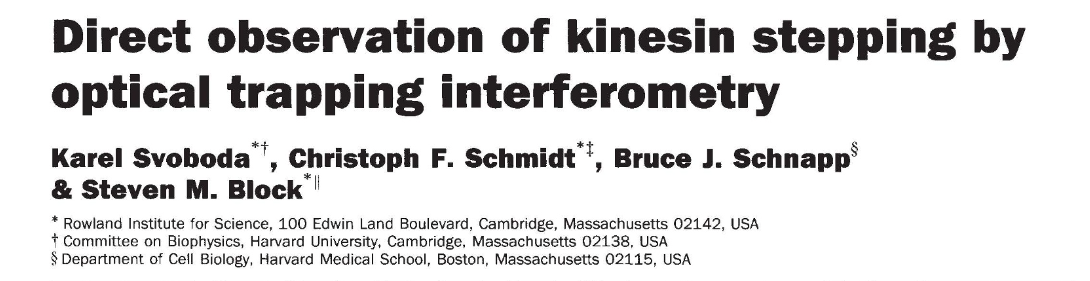 Direct observation of kinesin stepping by
optical trapping interferometry
Karel Svoboda*†, Christoph F. Schmidt*‡, Bruce J. Schnapp§
& Steven M. Block*||
* Rowland Institute for Science, 100 Edwin Land Boulevard, Cambridge, Massachusetts 02142, USA
† Committee on Biophysics, Harvard University, Cambridge, Massachusetts 02138, USA
§ Department of Cell Biology, Harvard Medical School, Boston, Massachusetts 02115, USA